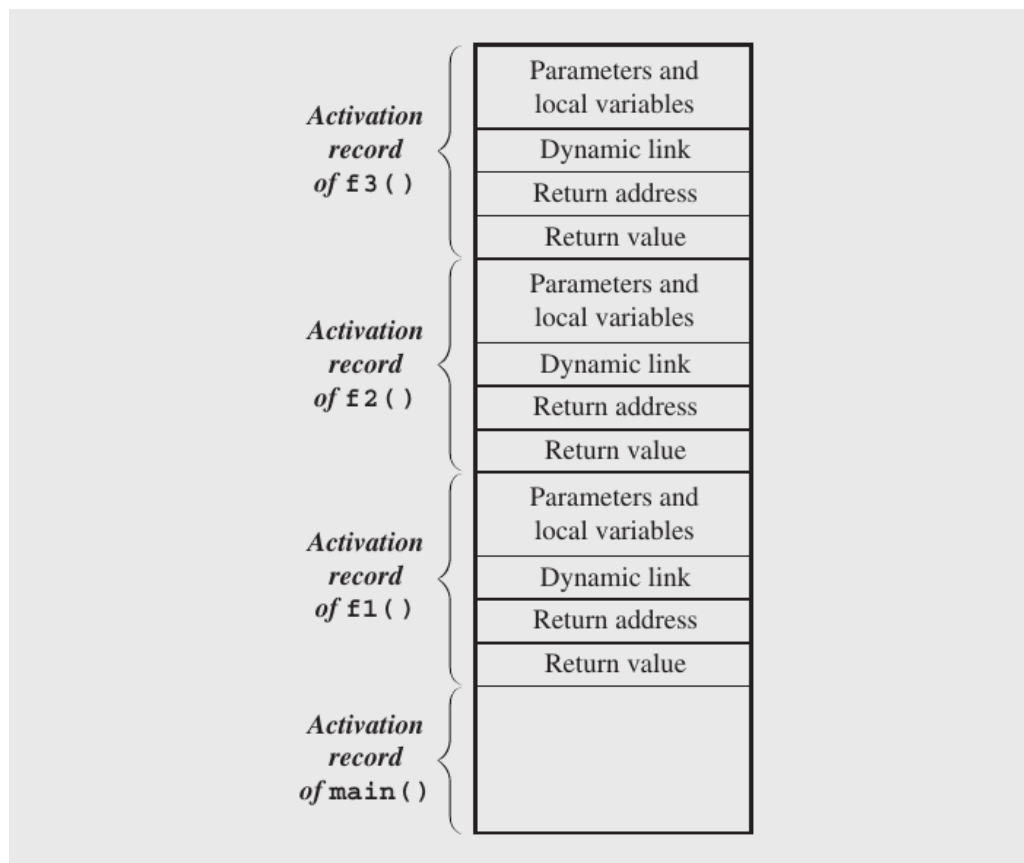 Activation
record
of f3()
Parameters and
local variables
Dynamic link
Return address
Return value
Activation
record
of f2()
Parameters and
local variables
Dynamic link
Return address
Return value
Activation
record
of f1()
Parameters and
local variables
Dynamic link
Return address
Return value
Activation
record
of main()